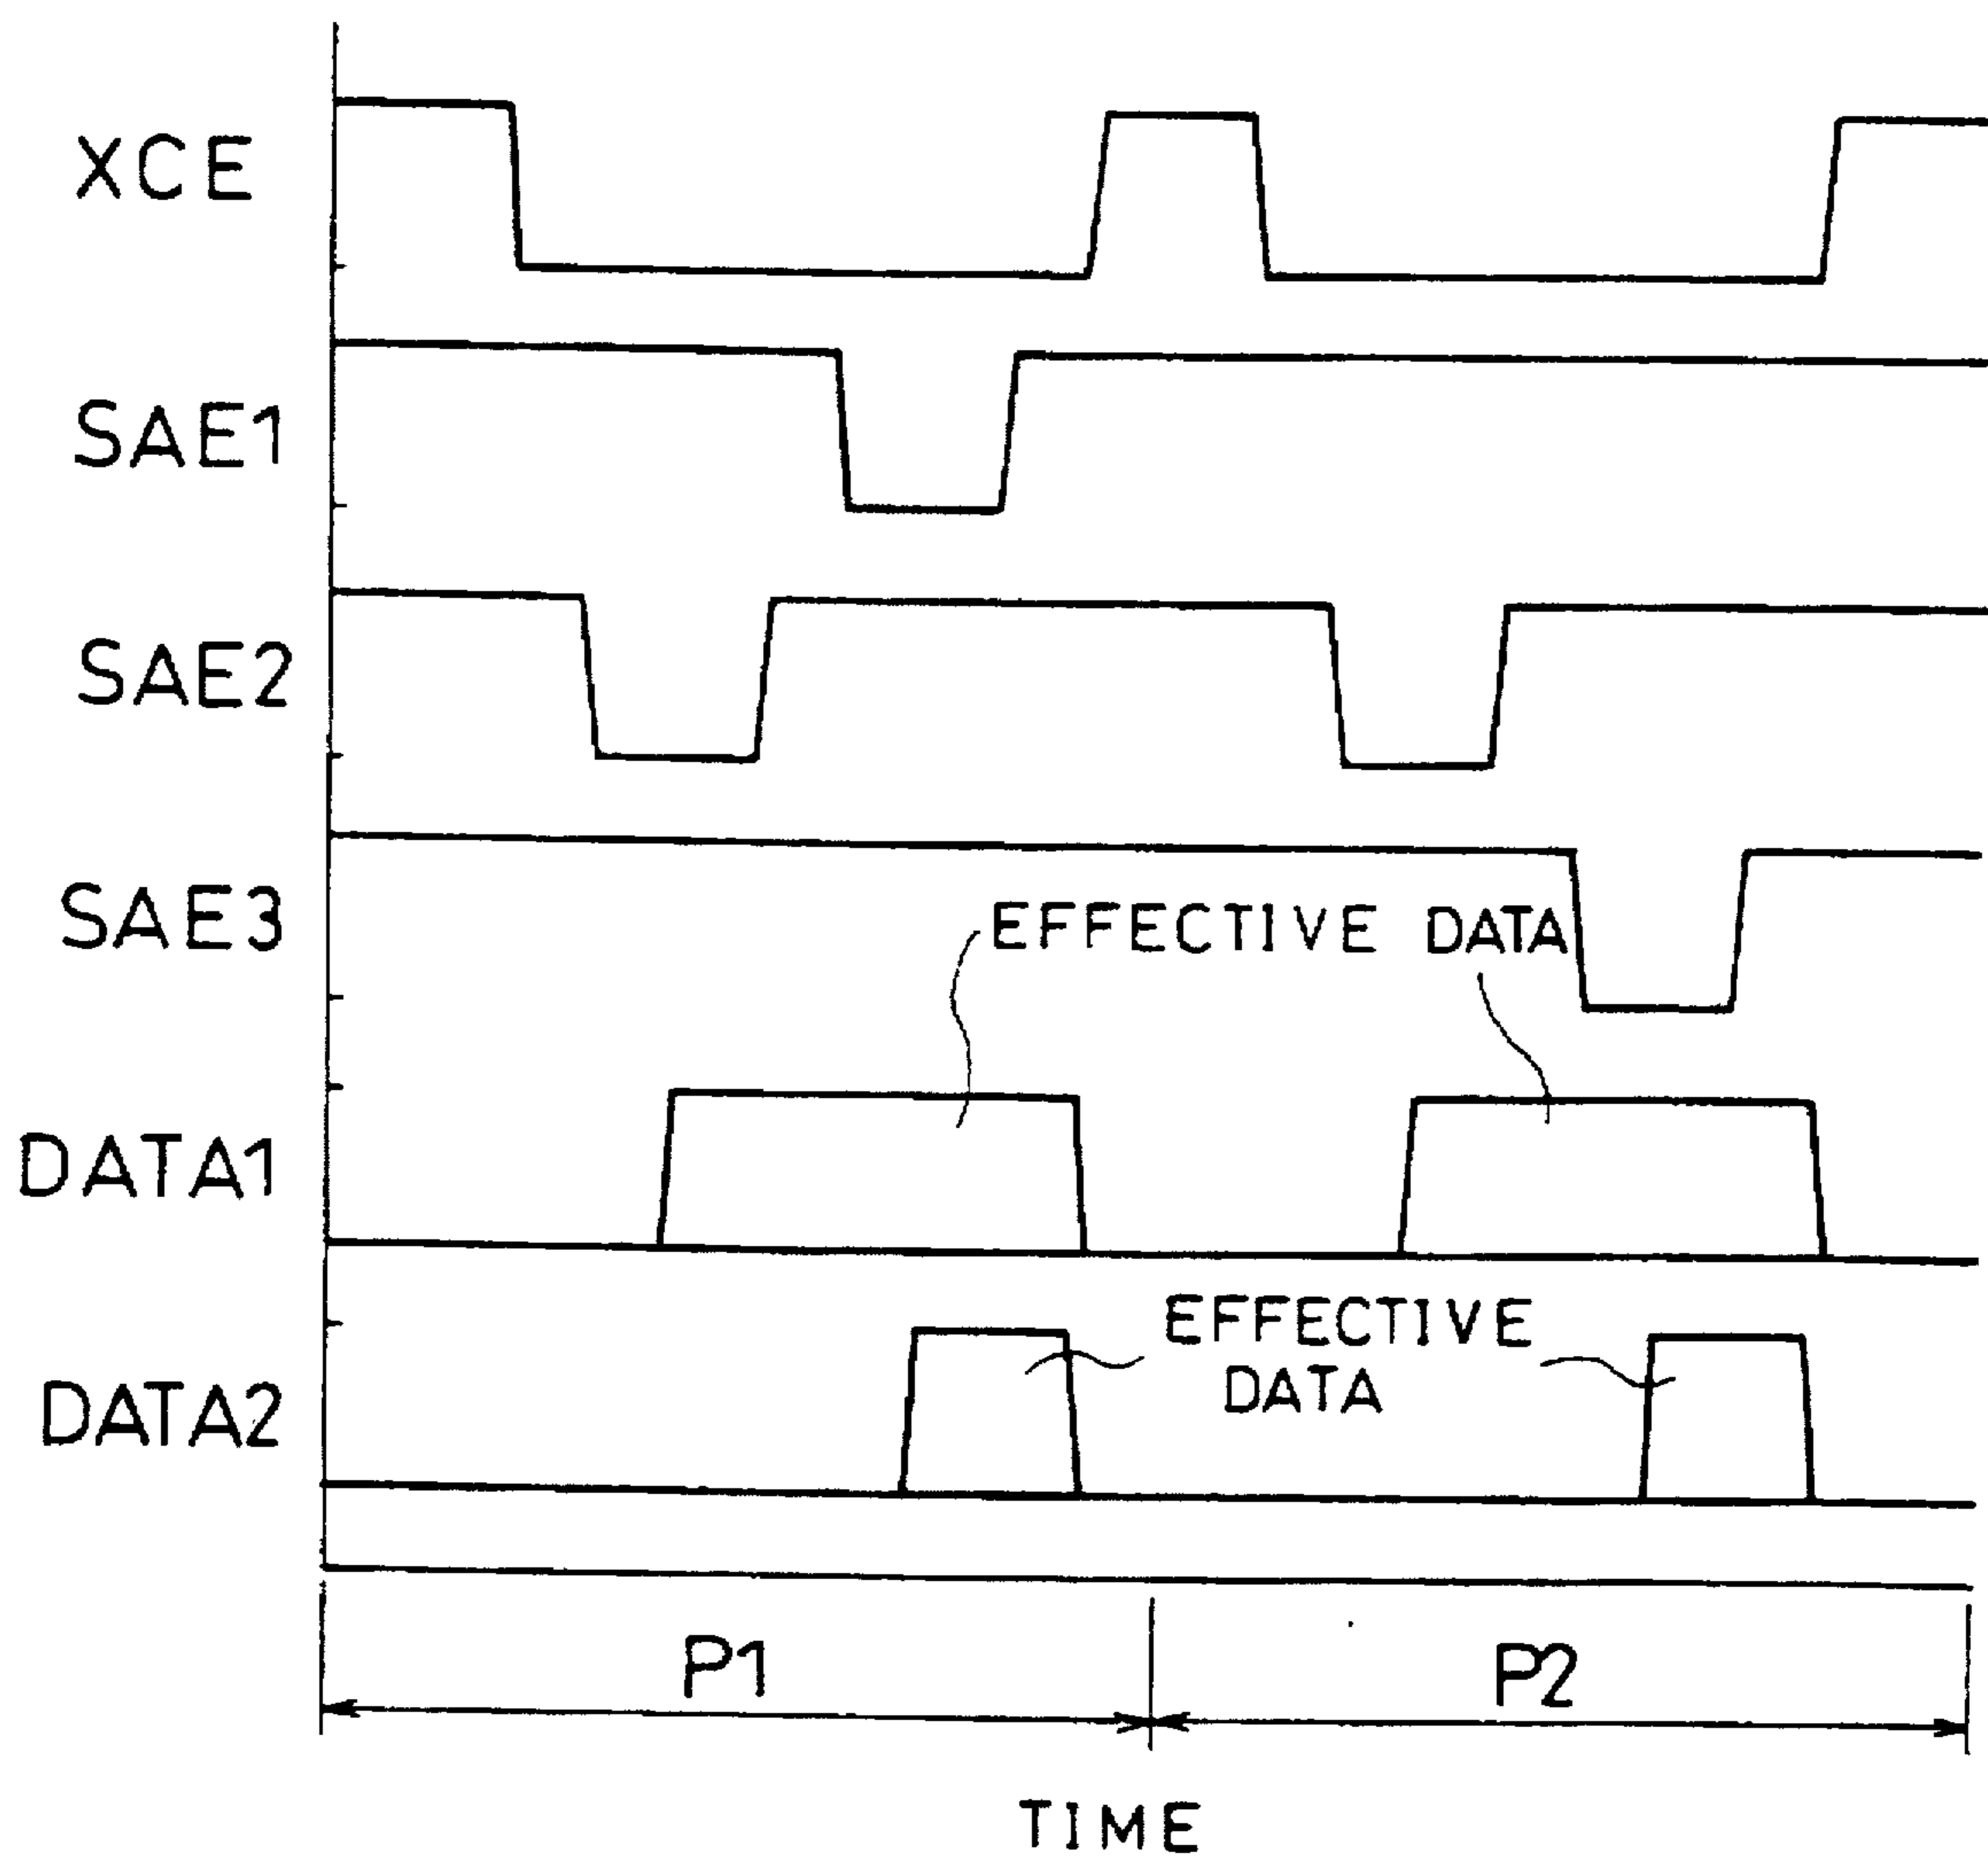 XCE
SAE1
SAE2
SAE3
EFFECTIVE DATA
DATA1
EFFECTIVE
DATA
DATA2
P1
P2
TIME